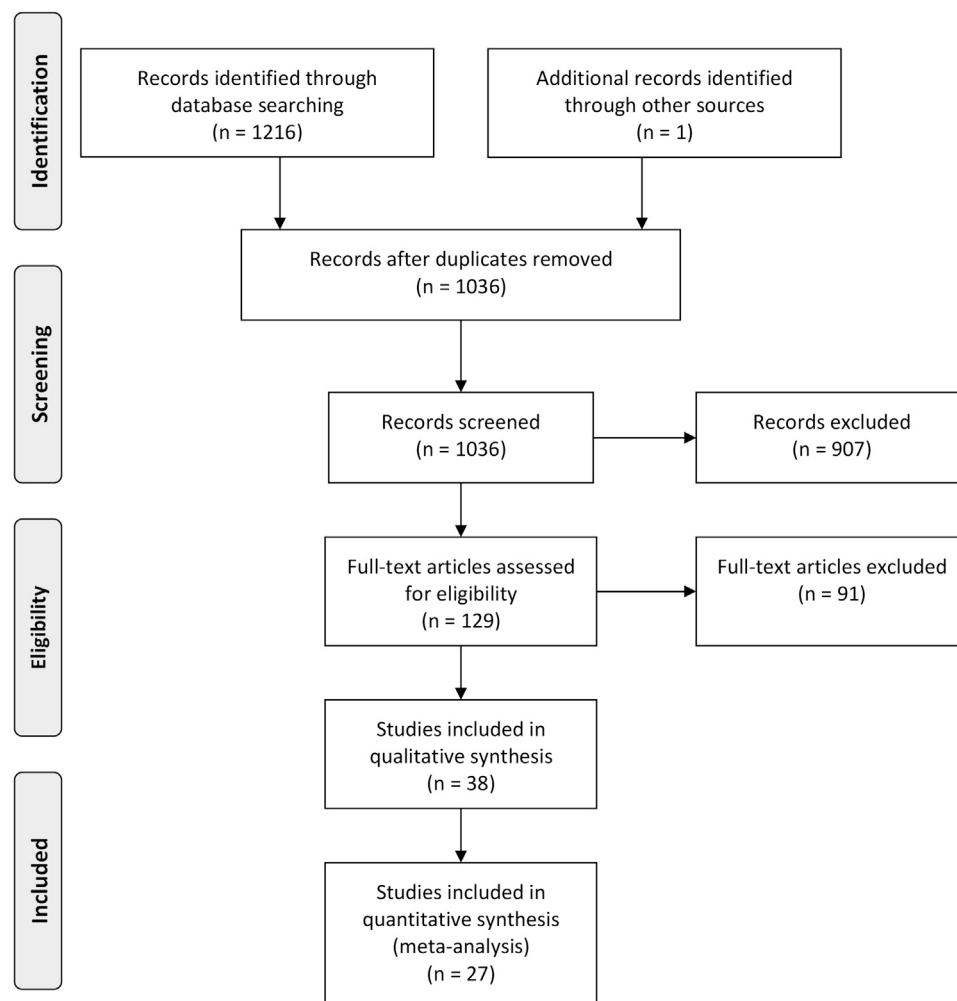 Identification
Records identified through
database searching
(n = 1216)
Additional records identified
through other sources
(n = 1)
Records after duplicates removed
(n = 1036)
Screening
Records screened
(n = 1036)
Records excluded
(n = 907)
Eligibility
Full-text articles assessed
for eligibility
(n = 129)
Full-text articles excluded
(n = 91)
Studies included in
qualitative synthesis
(n = 38)
Included
Studies included in
quantitative synthesis
(meta-analysis)
(n = 27)